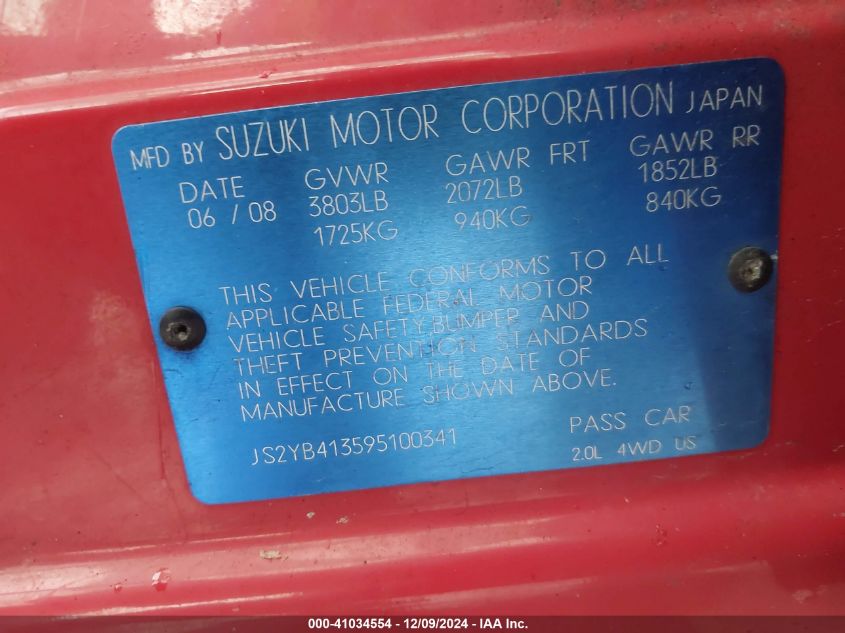 MFD BY SUZUKI MOTOR CORPORATION JAPAN
DATE GVWR GAWR FRT GAWR RR
06 / 08 3803LB 2072LB 1852LB
1725KG 940KG 840KG
THIS VEHICLE CONFORMS TO ALL
APPLICABLE FEDERAL MOTOR
VEHICLE SAFETY,BUMPER AND
THEFT PREVENTION STANDARDS
IN EFFECT ON THE DATE OF
MANUFACTURE SHOWN ABOVE.
JS2YB413595100341 PASS CAR
2.0L 4WD US
000-41034554 - 12/09/2024 - IAA Inc.